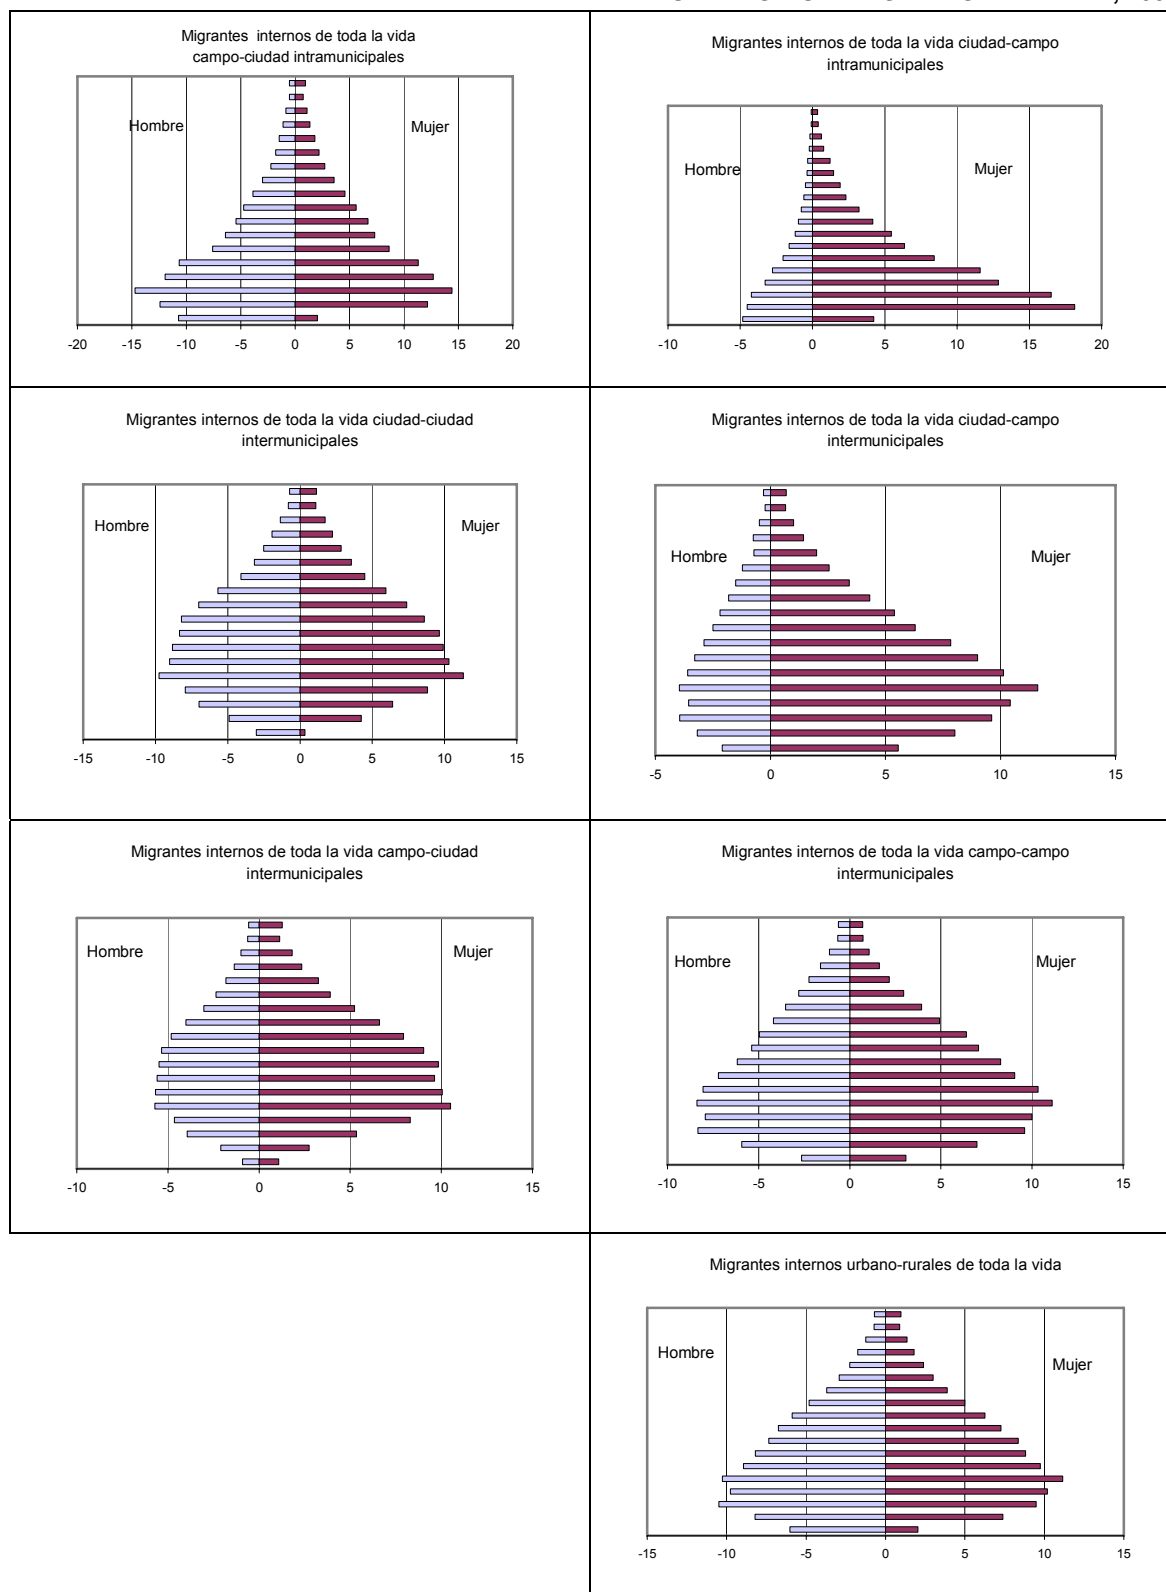 Migrantes internos de toda la vida
campo-ciudad intramunicipales
Hombre
Mujer
-20 -15 -10 -5 0 5 10 15 20
Migrantes internos de toda la vida ciudad-campo
intramunicipales
Hombre
Mujer
-10 -5 0 5 10 15 20
Migrantes internos de toda la vida ciudad-ciudad
intermunicipales
Hombre
Mujer
-15 -10 -5 0 5 10 15
Migrantes internos de toda la vida ciudad-campo
intermunicipales
Hombre
Mujer
-5 0 5 10 15
Migrantes internos de toda la vida campo-ciudad
intermunicipales
Hombre
Mujer
-10 -5 0 5 10 15
Migrantes internos de toda la vida campo-campo
intermunicipales
Hombre
Mujer
-10 -5 0 5 10 15
Migrantes internos urbano-rurales de toda la vida
Hombre
Mujer
-15 -10 -5 0 5 10 15